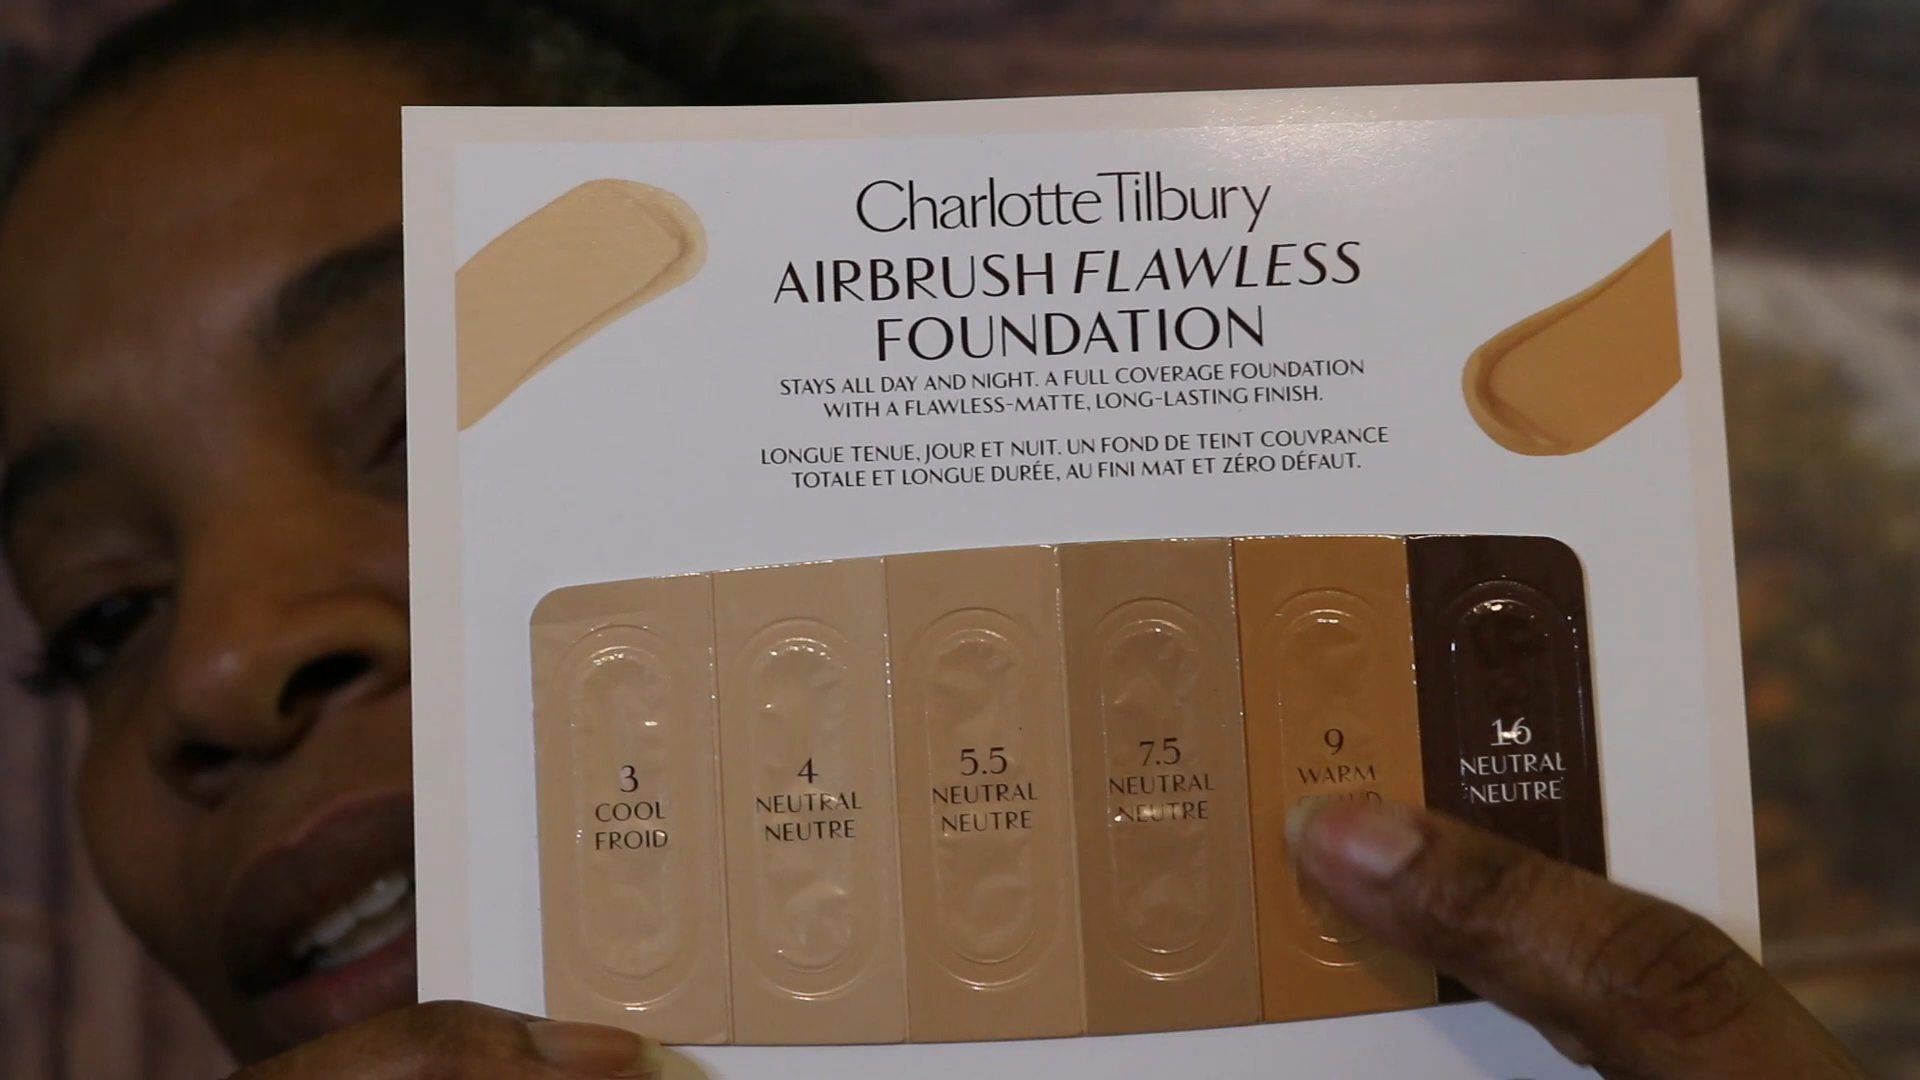 Charlotte Tilbury
AIRBRUSH FLAWLESS
FOUNDATION
STAYS ALL DAY AND NIGHT. A FULL COVERAGE FOUNDATION
WITH A FLAWLESS-MATTE, LONG-LASTING FINISH.
LONGUE TENUE, JOUR ET NUIT. UN FOND DE TEINT COUVRANCE
TOTALE ET LONGUE DURÉE, AU FINI MAT ET ZÉRO DÉFAUT.
3
COOL
FROID
4
NEUTRAL
NEUTRE
5.5
NEUTRAL
NEUTRE
7.5
NEUTRAL
NEUTRE
9
WARM
16
NEUTRAL
NEUTRE